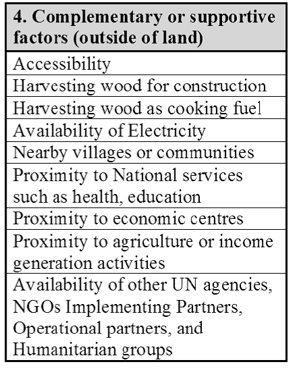 4. Complementary or supportive
factors (outside of land)
Accessibility
Harvesting wood for construction
Harvesting wood as cooking fuel
Availability of Electricity
Nearby villages or communities
Proximity to National services
such as health, education
Proximity to economic centres
Proximity to agriculture or income
generation activities
Availability of other UN agencies,
NGOs Implementing Partners,
Operational partners, and
Humanitarian groups